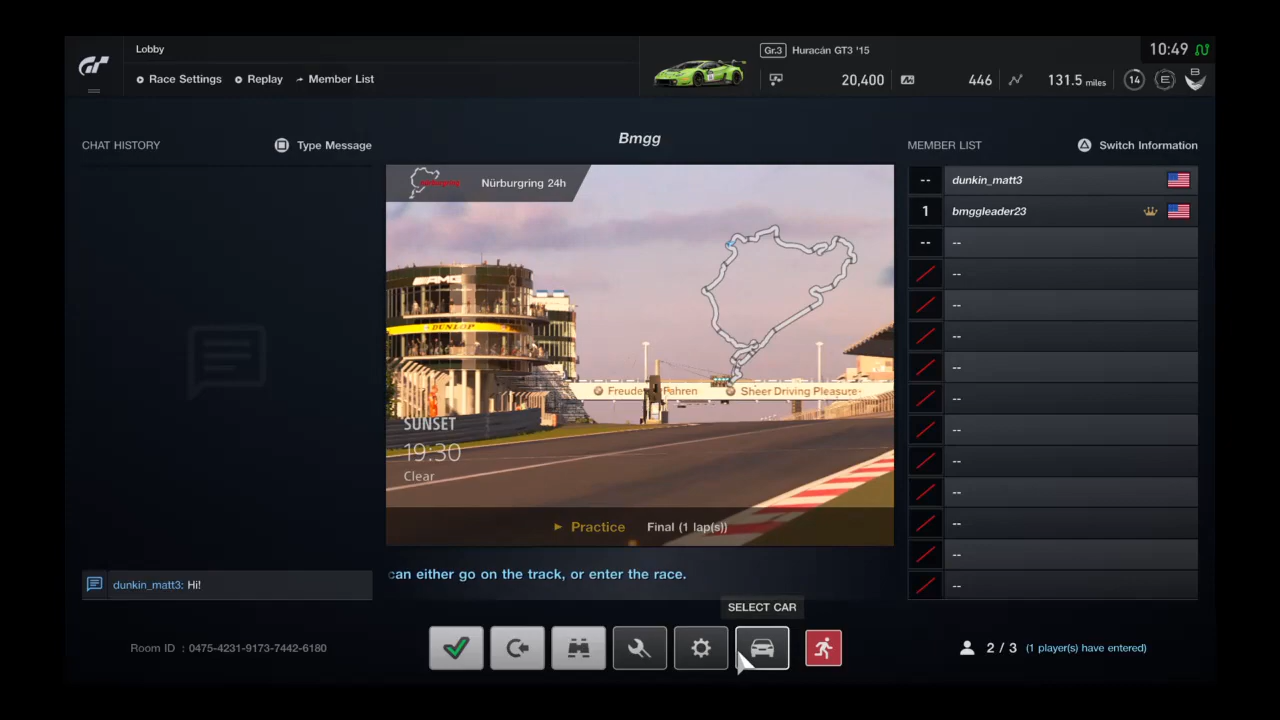 Lobby
Race Settings
Replay
Member List
Gr.3 Huracán GT3 '15
20,400
446
131.5 miles
14
E
B
10:49
CHAT HISTORY
Type Message
Bmgg
MEMBER LIST
Switch Information
Nürburgring 24h
AMG
DUNLOP
Freude Fahren
Sheer Driving Pleasure
SUNSET
19:30
Clear
Practice Final (1 lap(s))
can either go on the track, or enter the race.
-- dunkin_matt3
1 bmggleader23
-- --
--
--
--
--
--
--
--
--
--
--
--
dunkin_matt3: Hi!
SELECT CAR
Room ID : 0475-4231-9173-7442-6180
2 / 3 (1 player(s) have entered)